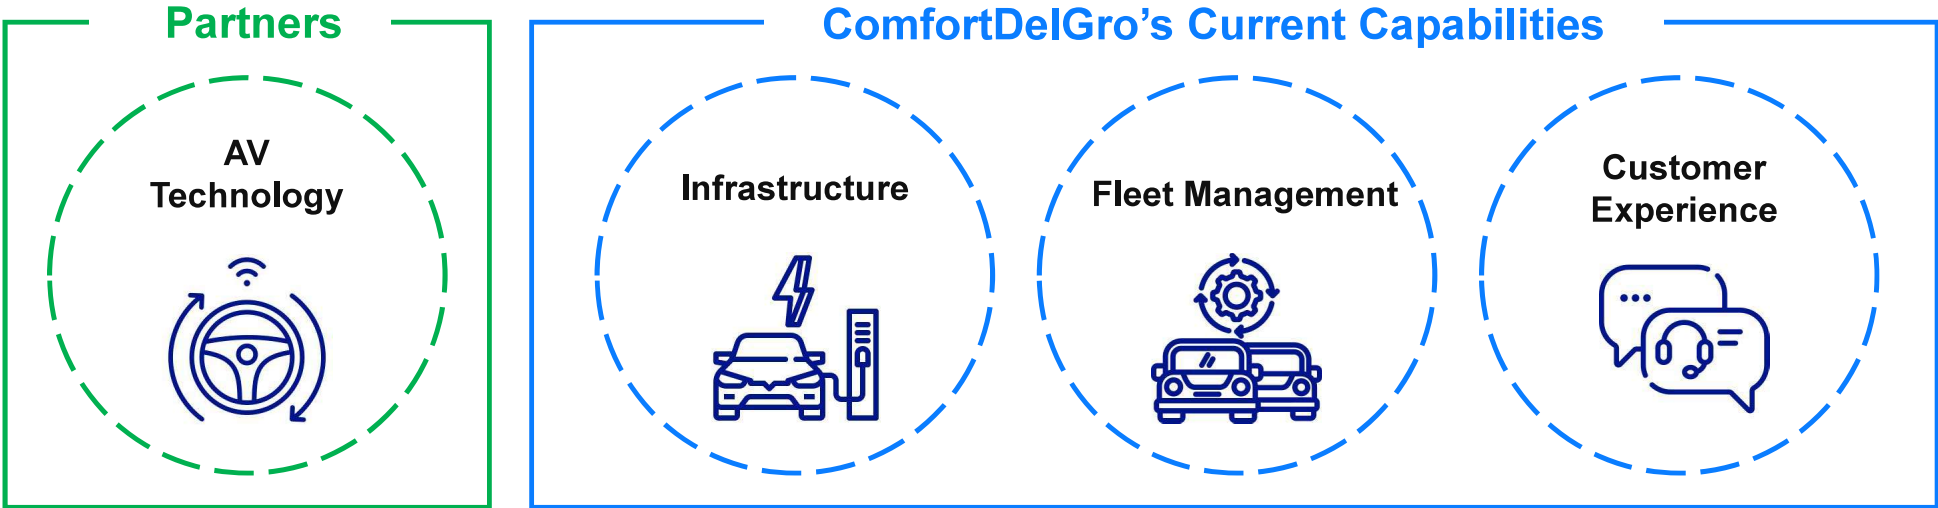 Partners
AV
Technology
ComfortDelGro’s Current Capabilities
Infrastructure
Fleet Management
Customer
Experience